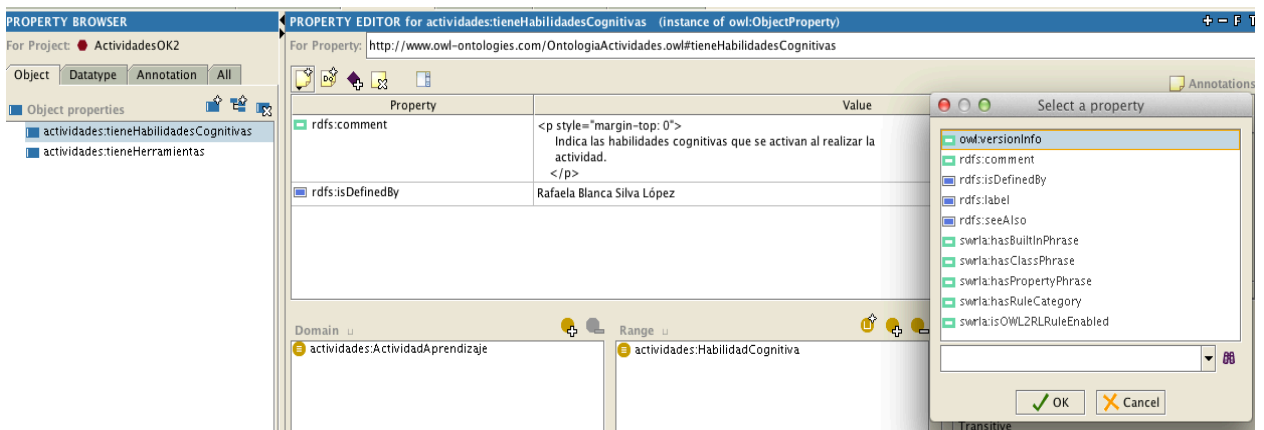 PROPERTY BROWSER
For Project: ActividadesOK2
Object Datatype Annotation All
Object properties
actividades:tieneHabilidadesCognitivas
actividades:tieneHerramientas
PROPERTY EDITOR for actividades:tieneHabilidadesCognitivas (instance of owl:ObjectProperty)
For Property: http://www.owl-ontologies.com/OntologiaActividades.owl#tieneHabilidadesCognitivas
Annotations
Property Value
rdfs:comment
<p style="margin-top: 0">
Indica las habilidades cognitivas que se activan al realizar la
actividad.
</p>
rdfs:isDefinedBy Rafaela Blanca Silva López
Domain
actividades:ActividadAprendizaje
Range
actividades:HabilidadCognitiva
Select a property
owl:versionInfo
rdfs:comment
rdfs:isDefinedBy
rdfs:label
rdfs:seeAlso
swrla:hasBuiltInPhrase
swrla:hasClassPhrase
swrla:hasPropertyPhrase
swrla:hasRuleCategory
swrla:isOWL2RLRuleEnabled
OK Cancel
Transitive